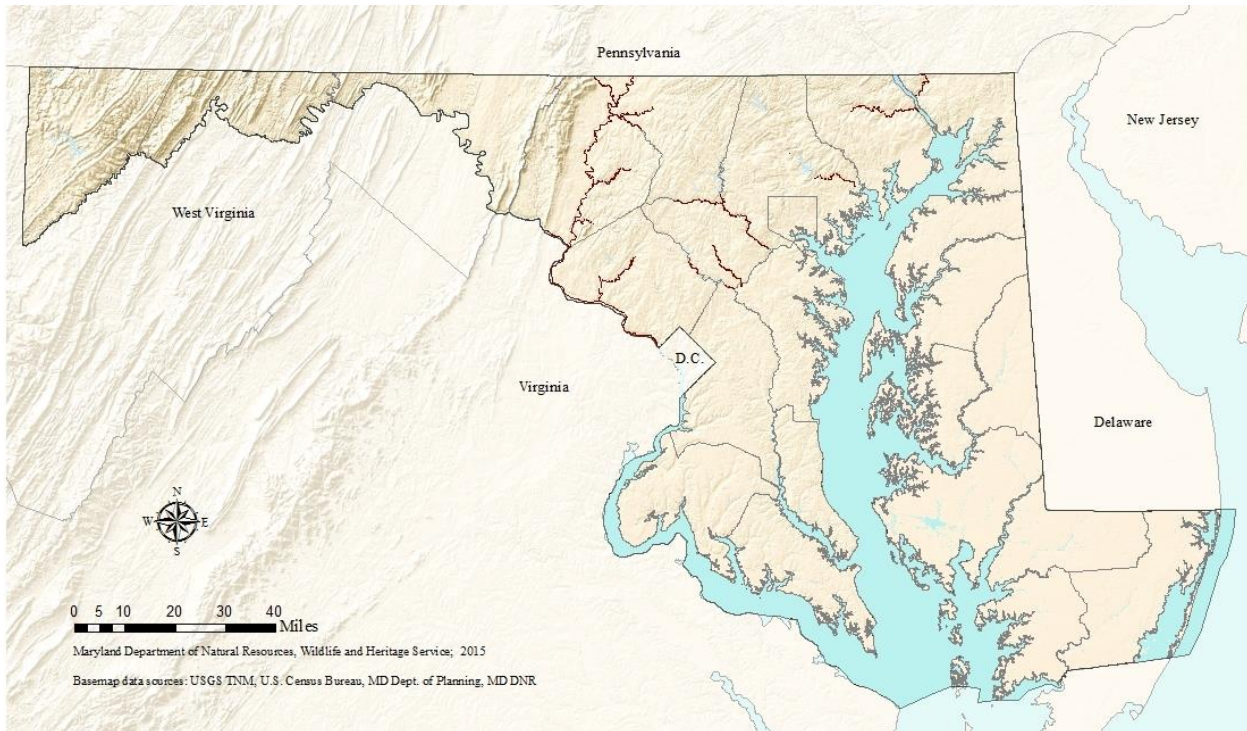 Pennsylvania
New Jersey
West Virginia
D.C.
Virginia
Delaware
N
W E
S
0 5 10 20 30 40
Miles
Maryland Department of Natural Resources, Wildlife and Heritage Service; 2015
Basemap data sources: USGS TNM, U.S. Census Bureau, MD Dept. of Planning, MD DNR